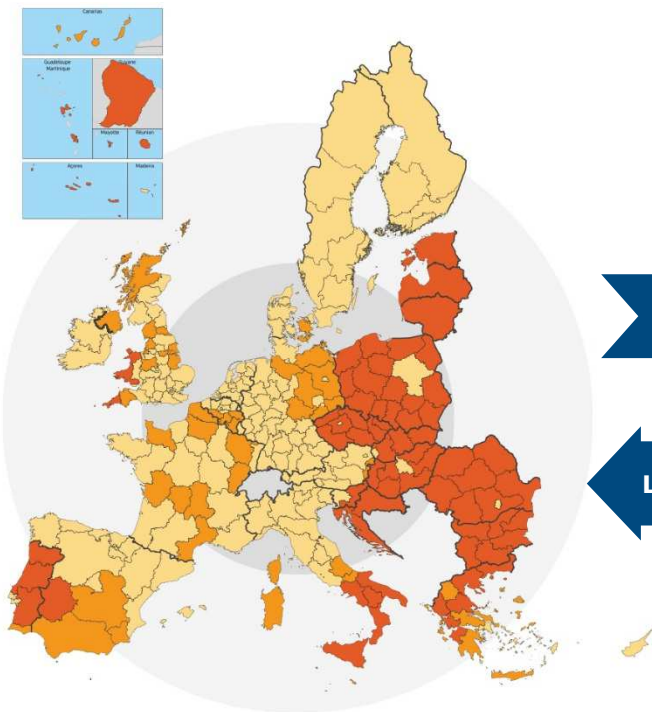 Canarias
Guadeloupe
Martinique
Guyane
Mayotte
Réunion
Açores
Madeira
L